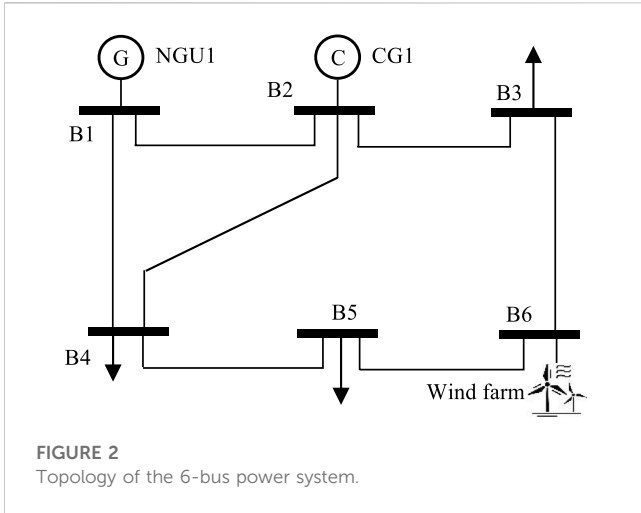 G NGU1
C CG1
B1
B2
B3
B4
B5
B6
Wind farm
FIGURE 2
Topology of the 6-bus power system.